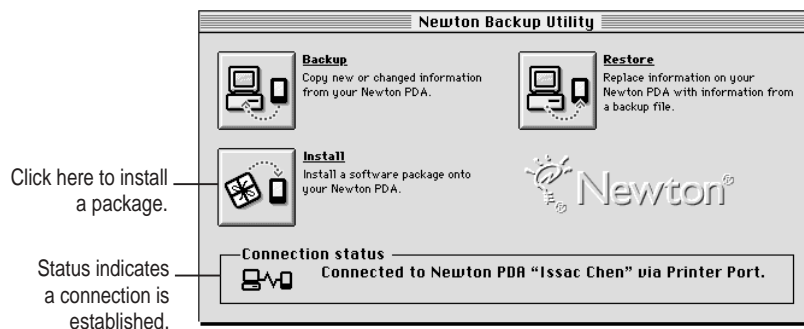 Newton Backup Utility
Backup
Copy new or changed information
from your Newton PDA.
Restore
Replace information on your
Newton PDA with information from
a backup file.
Click here to install
a package.
Install
Install a software package onto
your Newton PDA.
Newton®
Status indicates
a connection is
established.
Connection status
Connected to Newton PDA “Issac Chen” via Printer Port.